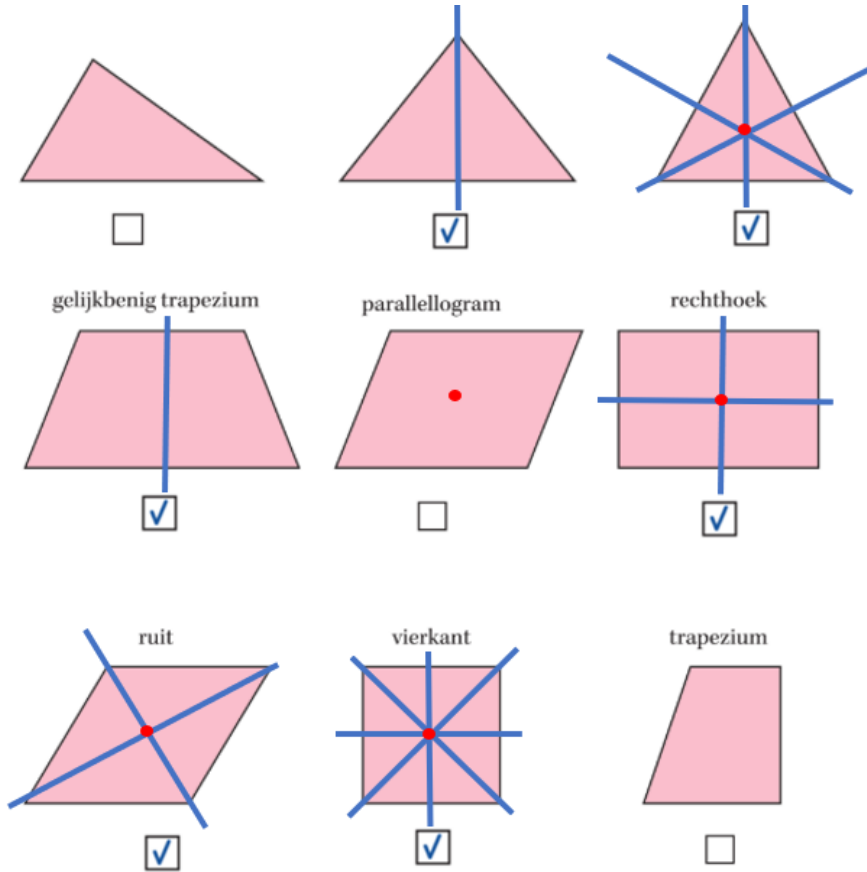 gelijkbenig trapezium
parallellogram
rechthoek
ruit
vierkant
trapezium